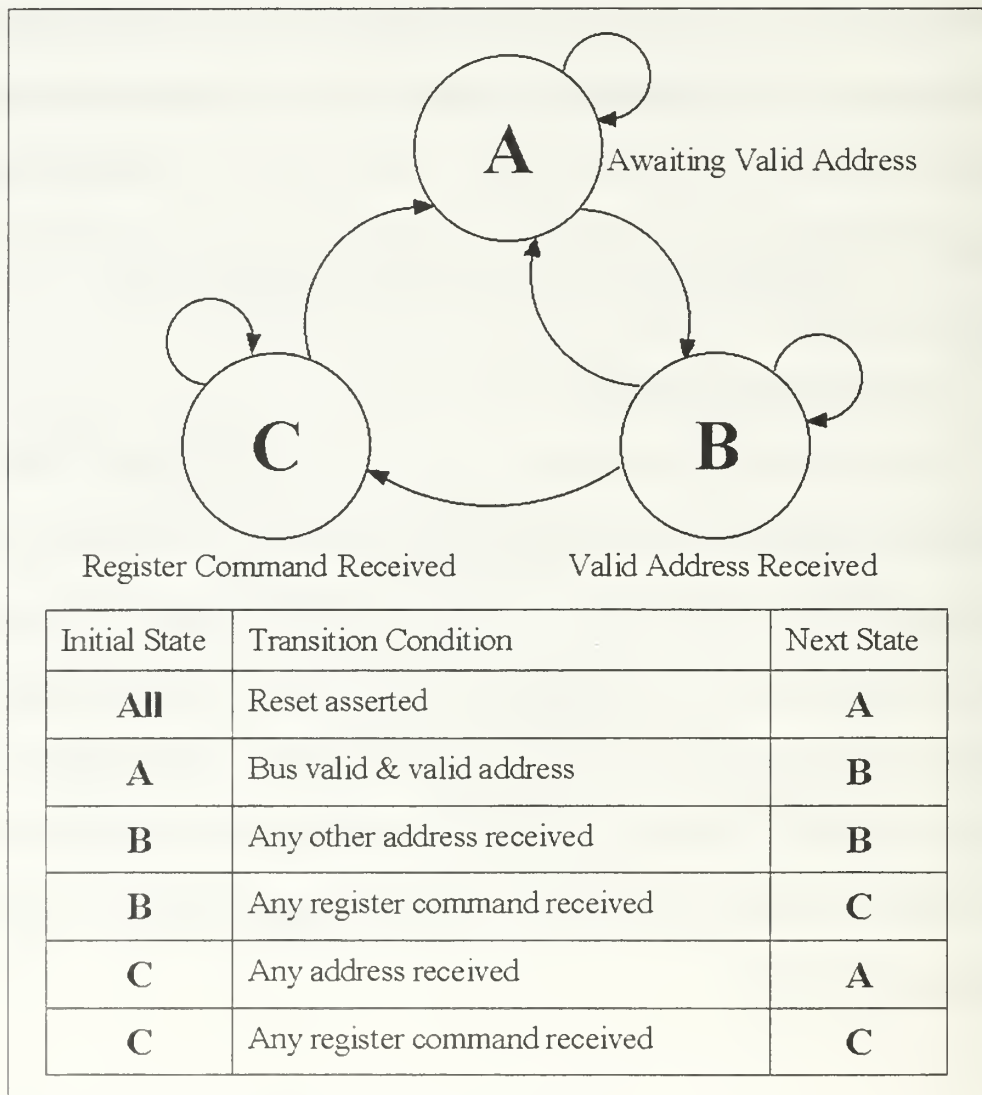 A
Awaiting Valid Address
C
B
Register Command Received
Valid Address Received
Initial State Transition Condition Next State
All Reset asserted A
A Bus valid & valid address B
B Any other address received B
B Any register command received C
C Any address received A
C Any register command received C